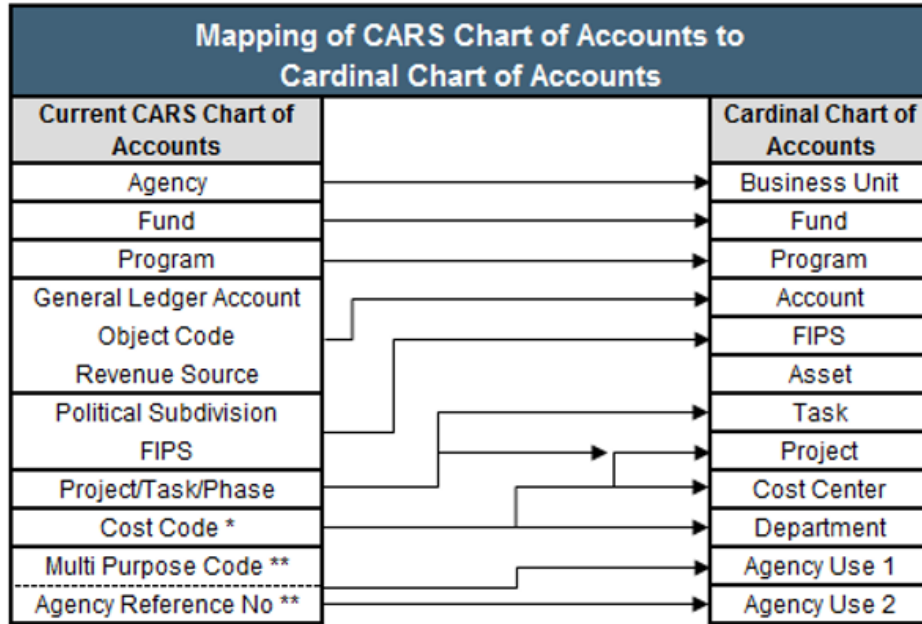 Mapping of CARS Chart of Accounts to
Cardinal Chart of Accounts
Current CARS Chart of
Accounts
Cardinal Chart of
Accounts
Agency
Business Unit
Fund
Fund
Program
Program
General Ledger Account
Account
Object Code
FIPS
Revenue Source
Asset
Political Subdivision
Task
FIPS
Project
Project/Task/Phase
Cost Center
Cost Code *
Department
Multi Purpose Code **
Agency Use 1
Agency Reference No **
Agency Use 2